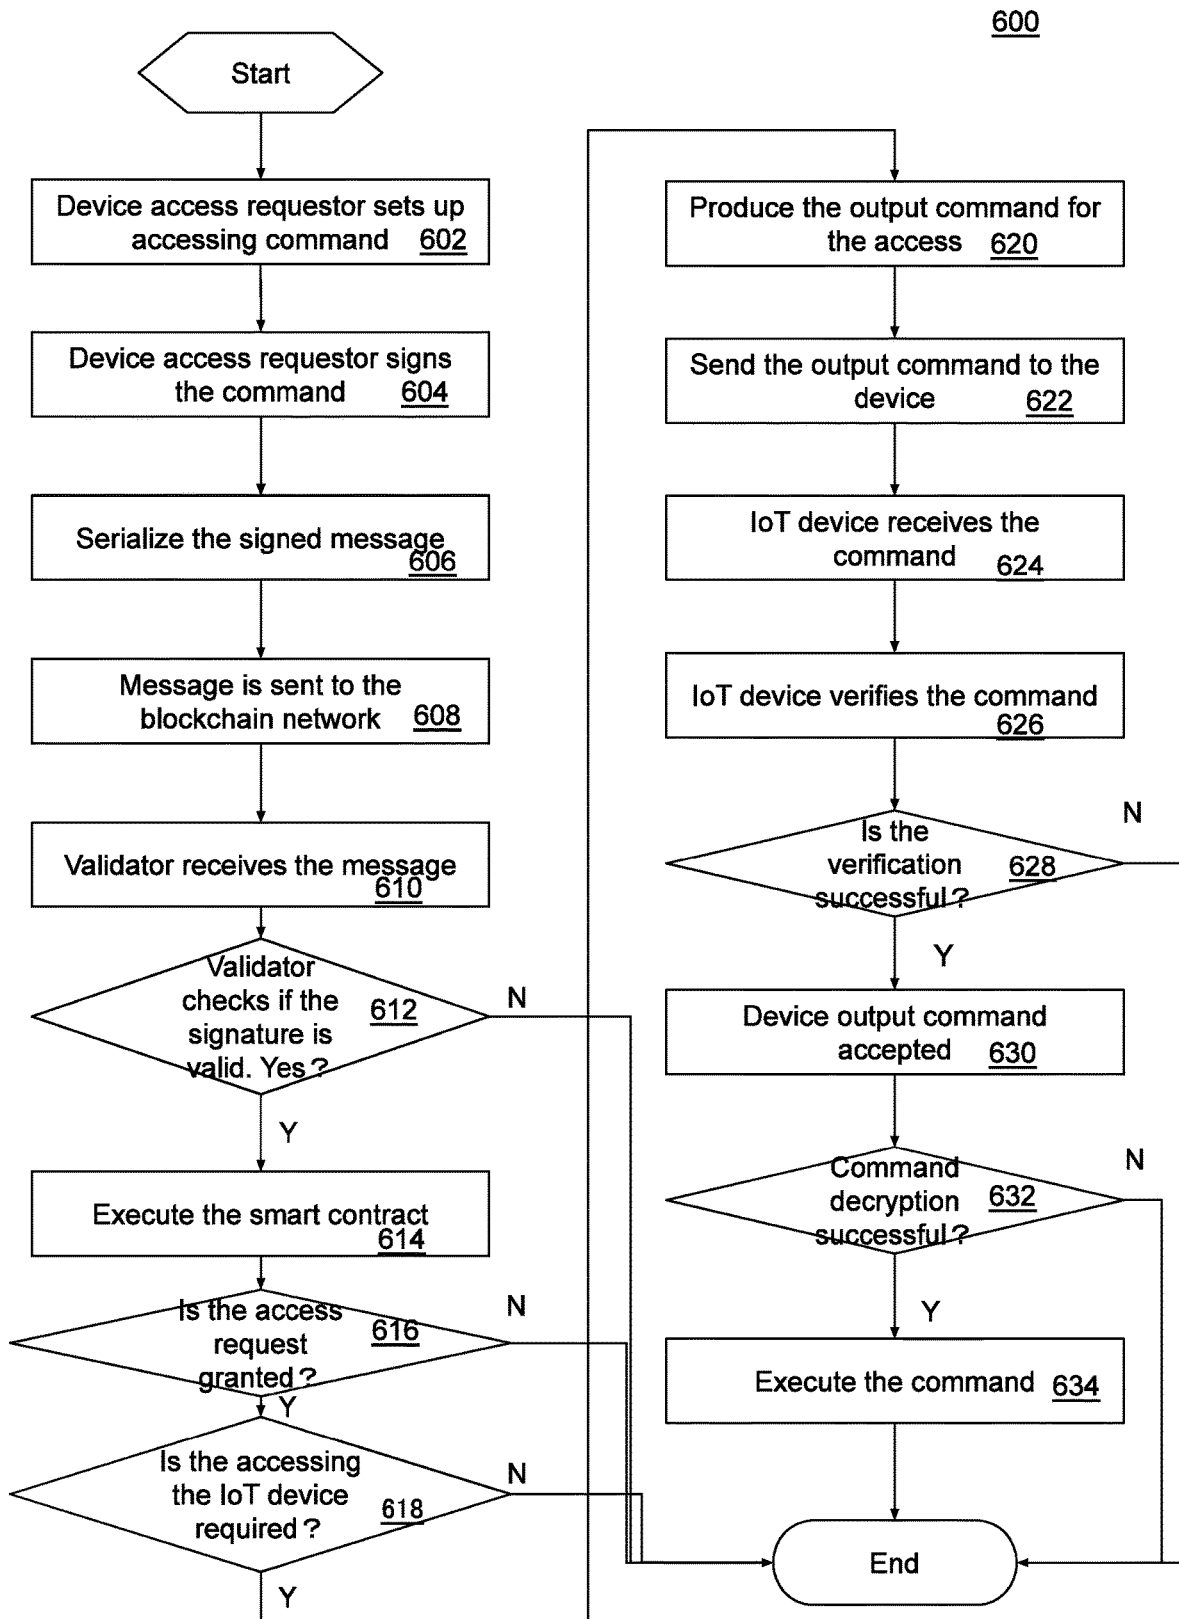 600
Start
Device access requestor sets up
accessing command 602
Device access requestor signs
the command 604
Serialize the signed message
606
Message is sent to the
blockchain network 608
Validator receives the message
610
Validator
checks if the
signature is
valid. Yes?
612
N
Y
Execute the smart contract
614
Is the access
request
granted?
616
N
Y
Is the accessing
the IoT device
required?
618
N
Y
Produce the output command for
the access 620
Send the output command to the
device 622
IoT device receives the
command 624
IoT device verifies the command
626
Is the
verification
successful?
628
N
Y
Device output command
accepted 630
Command
decryption
successful?
632
N
Y
Execute the command 634
End